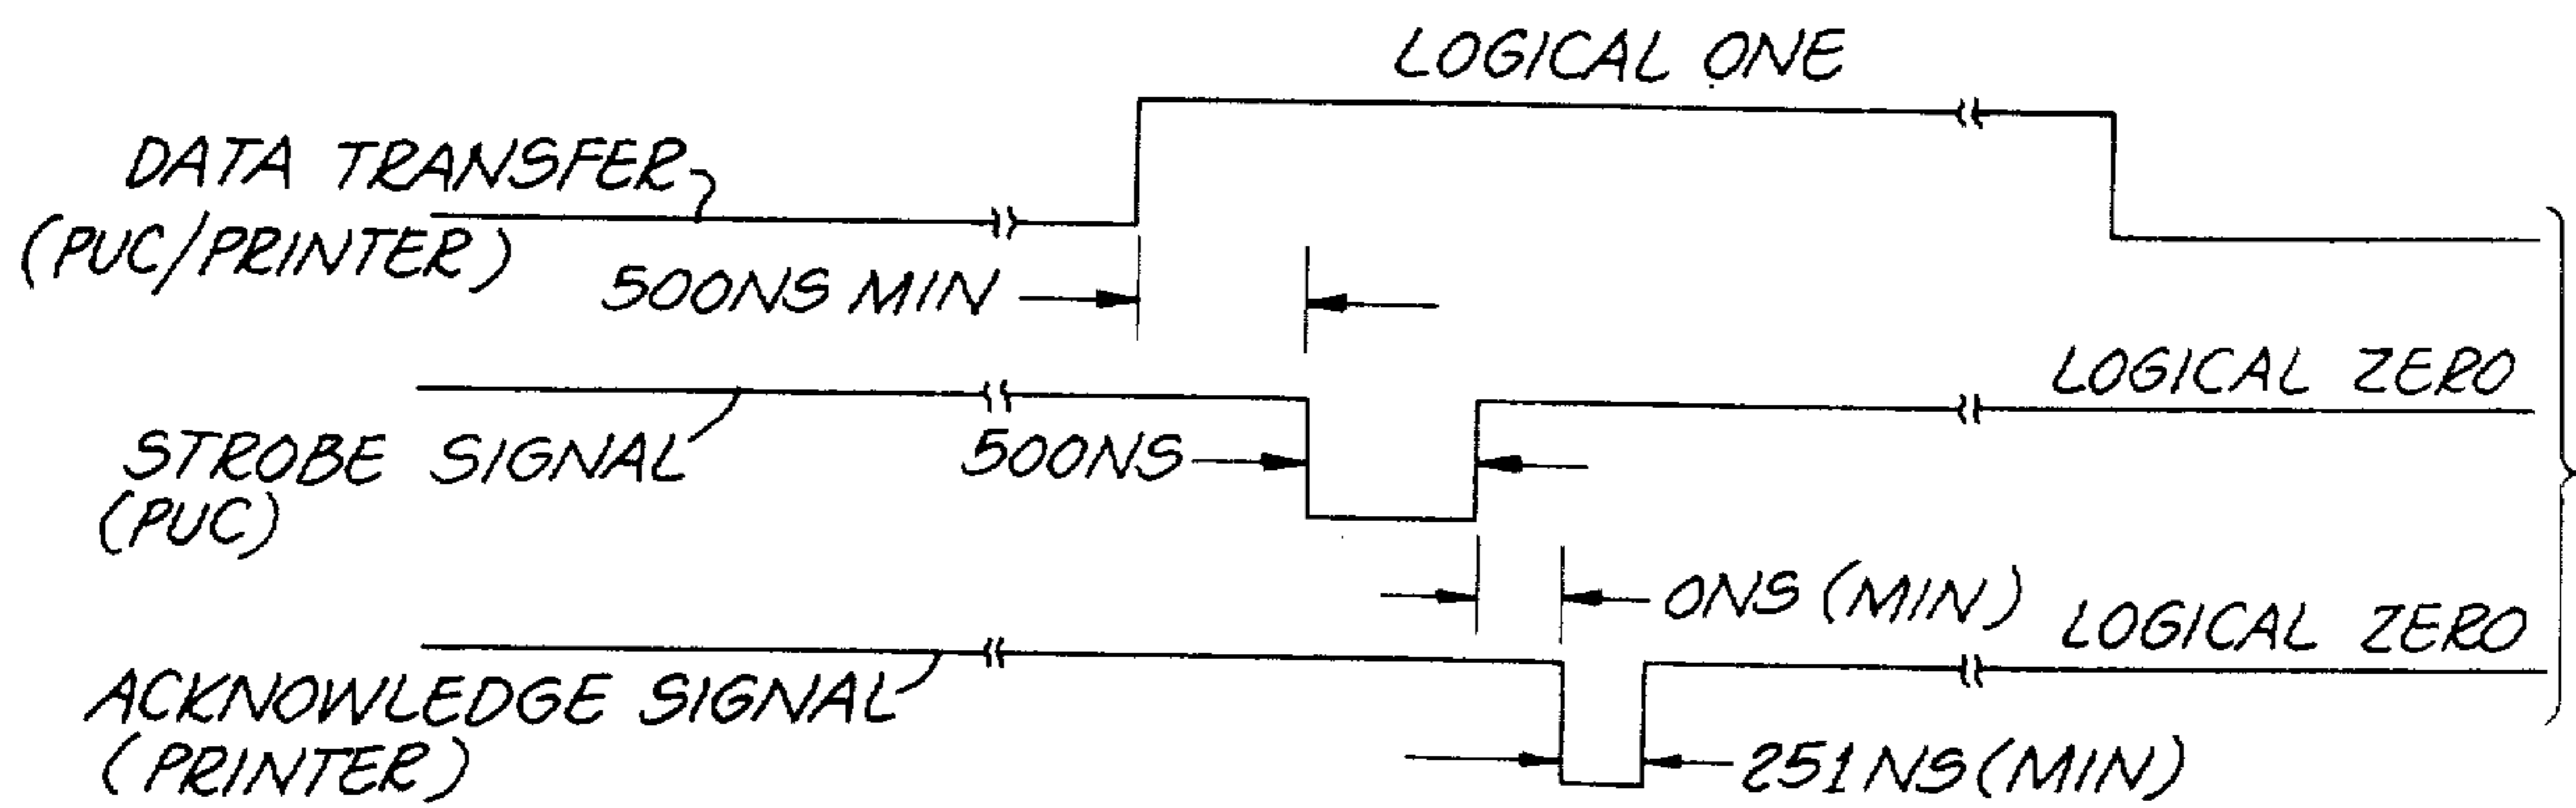 LOGICAL ONE
DATA TRANSFER
(PUC/PRINTER)
500NS MIN
LOGICAL ZERO
STROBE SIGNAL
(PUC)
500NS
0NS (MIN)
LOGICAL ZERO
ACKNOWLEDGE SIGNAL
(PRINTER)
251NS (MIN)